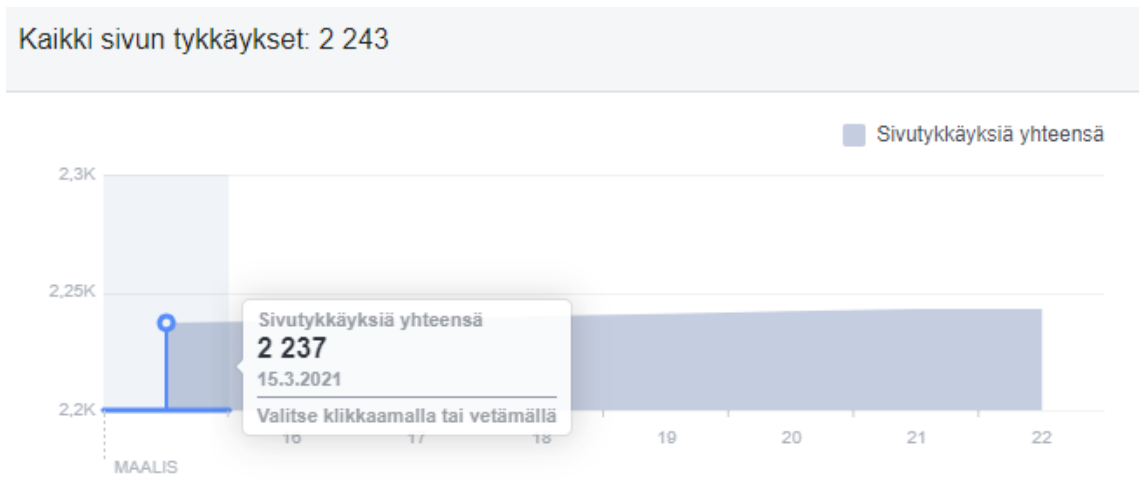 Kaikki sivun tykkäykset: 2 243
Sivutykkäyksiä yhteensä
2,3K
2,25K
Sivutykkäyksiä yhteensä
2 237
15.3.2021
Valitse klikkaamalla tai vetämällä
2,2K
16 17 18 19 20 21 22
MAALIS